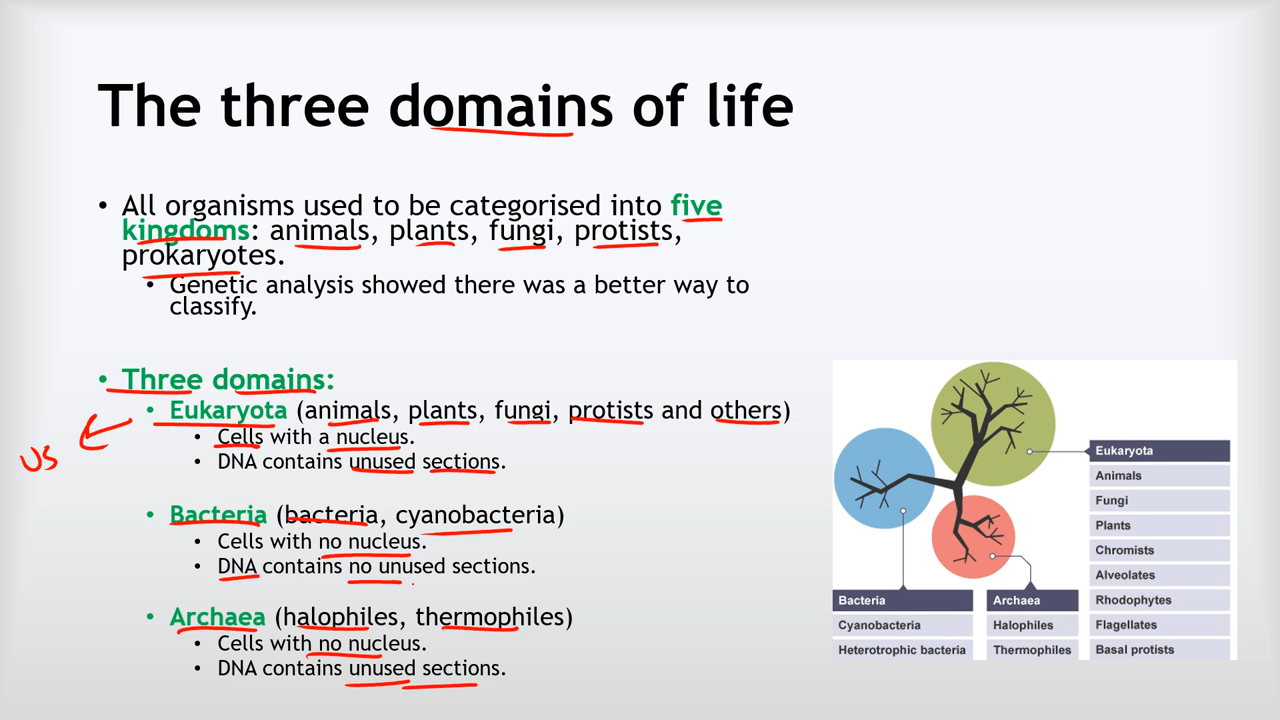 The three domains of life
• All organisms used to be categorised into five
kingdoms: animals, plants, fungi, protists,
prokaryotes.
• Genetic analysis showed there was a better way to
classify.
• Three domains:
• Eukaryota (animals, plants, fungi, protists and others)
• Cells with a nucleus.
• DNA contains unused sections.
us
• Bacteria (bacteria, cyanobacteria)
• Cells with no nucleus.
• DNA contains no unused sections.
• Archaea (halophiles, thermophiles)
• Cells with no nucleus.
• DNA contains unused sections.
Eukaryota
Animals
Fungi
Plants
Chromists
Alveolates
Rhodophytes
Flagellates
Basal protists
Bacteria
Cyanobacteria
Heterotrophic bacteria
Archaea
Halophiles
Thermophiles